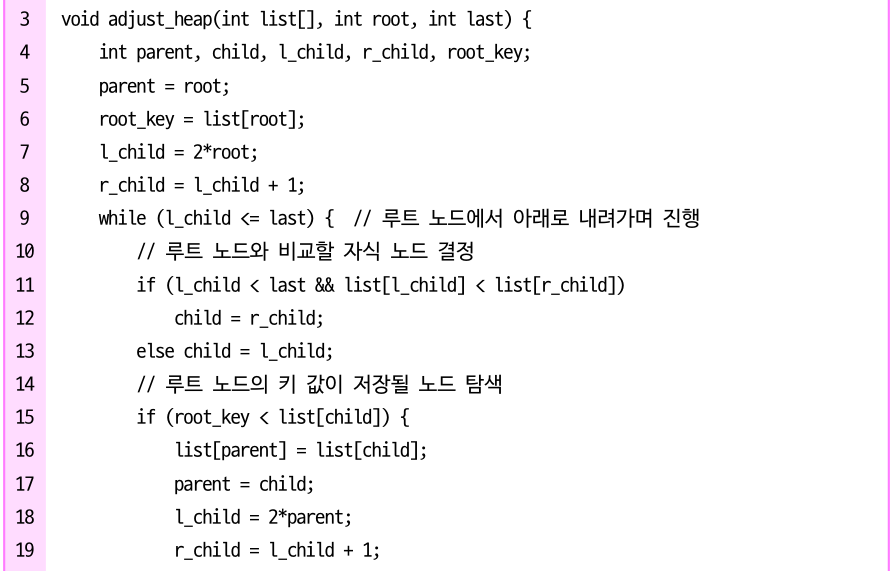 3 void adjust_heap(int list[], int root, int last) {
4 int parent, child, l_child, r_child, root_key;
5 parent = root;
6 root_key = list[root];
7 l_child = 2*root;
8 r_child = l_child + 1;
9 while (l_child <= last) { // 루트 노드에서 아래로 내려가며 진행
10 // 루트 노드와 비교할 자식 노드 결정
11 if (l_child < last && list[l_child] < list[r_child])
12 child = r_child;
13 else child = l_child;
14 // 루트 노드의 키 값이 저장될 노드 탐색
15 if (root_key < list[child]) {
16 list[parent] = list[child];
17 parent = child;
18 l_child = 2*parent;
19 r_child = l_child + 1;